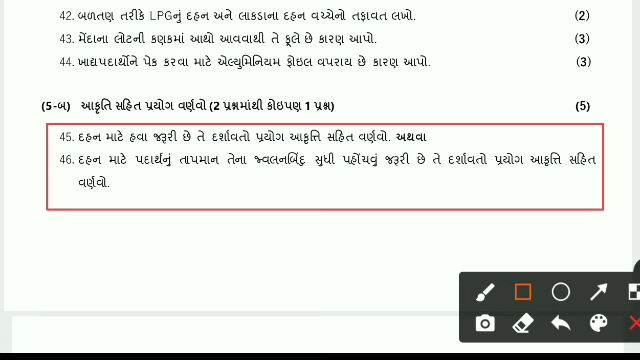 42. બળતણ તરીકે LPGનું દહન અને લાકડાના દહન વચ્ચેનો તફાવત લખો. (2)
43. મેંદાના લોટની કણકમાં આથો આવવાથી તે ફૂલે છે કારણ આપો. (3)
44. ખાદ્યપદાર્થોને પેક કરવા માટે એલ્યુમિનિયમ ફોઇલ વપરાય છે કારણ આપો. (3)
(5-બ) આકૃતિ સહિત પ્રયોગ વર્ણવો (2 પ્રશ્નમાંથી કોઇપણ 1 પ્રશ્ન) (5)
45. દહન માટે હવા જરૂરી છે તે દર્શાવતો પ્રયોગ આકૃત્તિ સહિત વર્ણવો. અથવા
46. દહન માટે પદાર્થનું તાપમાન તેના જ્વલનબિંદુ સુધી પહોંચવું જરૂરી છે તે દર્શાવતો પ્રયોગ આકૃત્તિ સહિત
વર્ણવો.